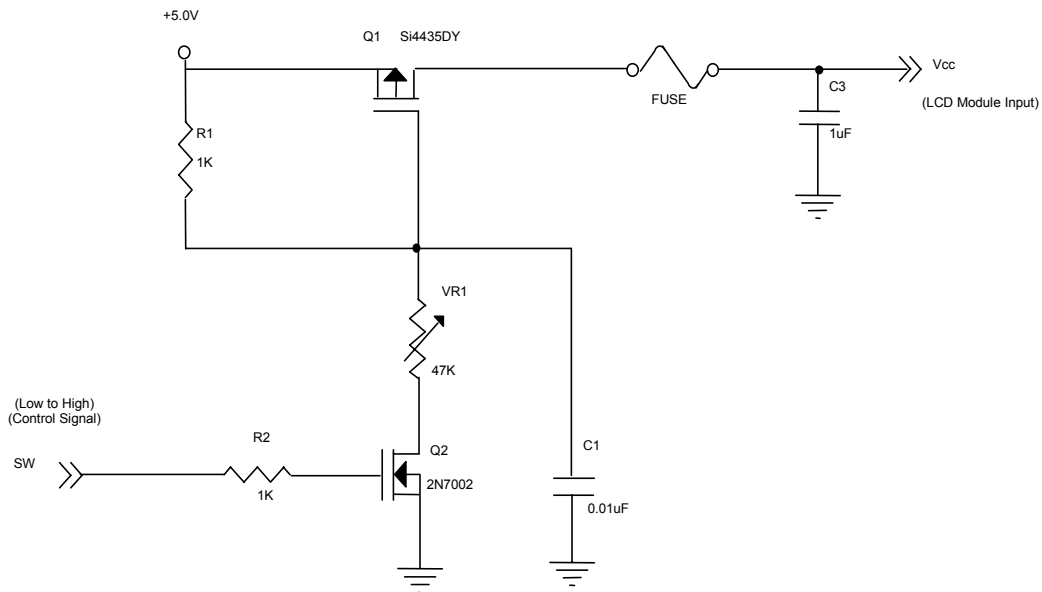 +5.0V
Q1 Si4435DY
FUSE
C3
1uF
Vcc
(LCD Module Input)
R1
1K
VR1
47K
(Low to High)
(Control Signal)
SW
R2
1K
Q2
2N7002
C1
0.01uF